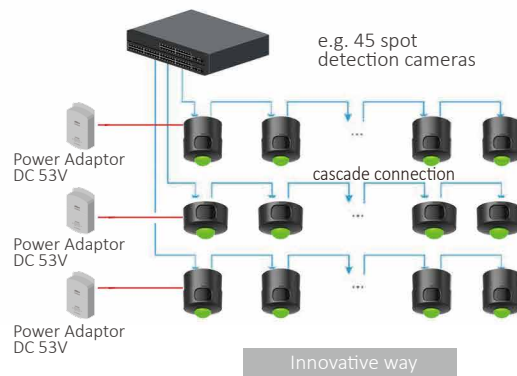 e.g. 45 spot
detection cameras
Power Adaptor
DC 53V
cascade connection
Power Adaptor
DC 53V
Power Adaptor
DC 53V
Innovative way